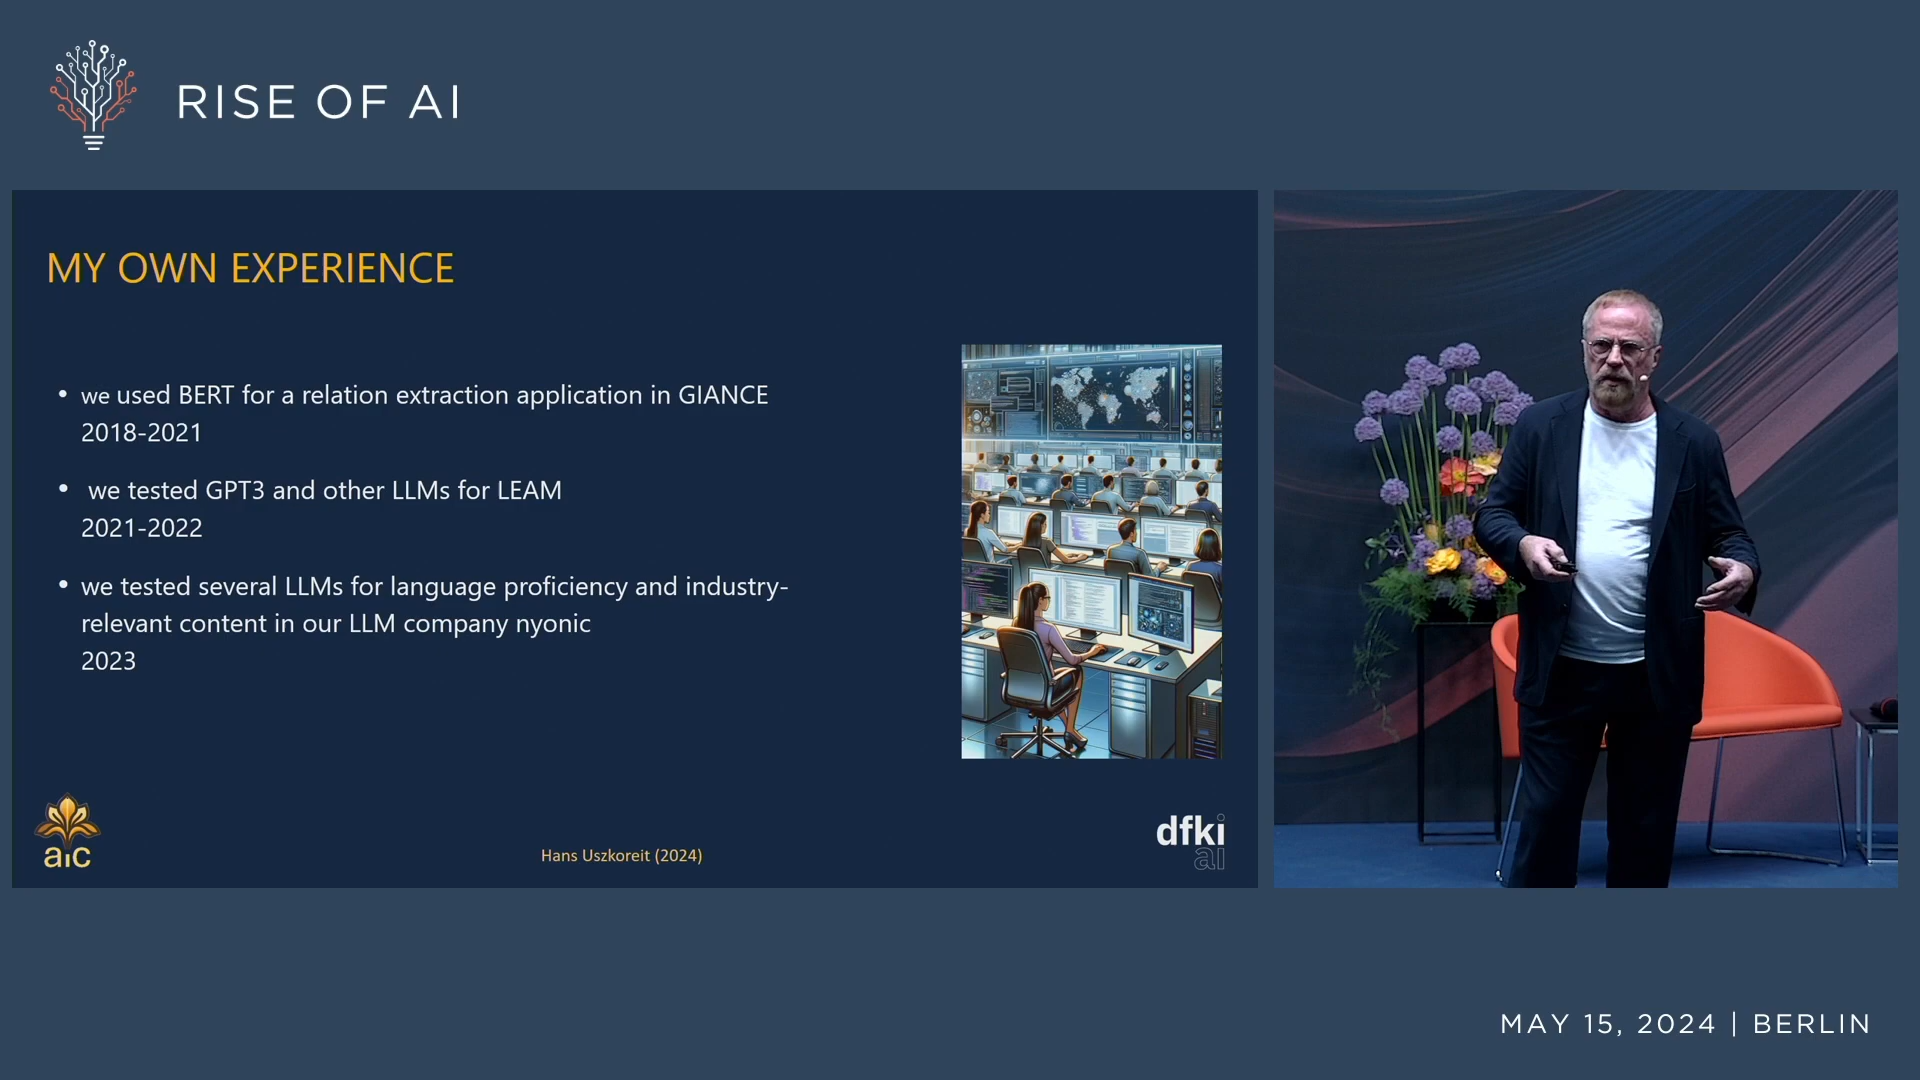 RISE OF AI
MY OWN EXPERIENCE
• we used BERT for a relation extraction application in GIANCE
2018-2021
• we tested GPT3 and other LLMs for LEAM
2021-2022
• we tested several LLMs for language proficiency and industry-
relevant content in our LLM company nyonic
2023
aic
Hans Uszkoreit (2024)
dfki
ai
MAY 15, 2024 | BERLIN